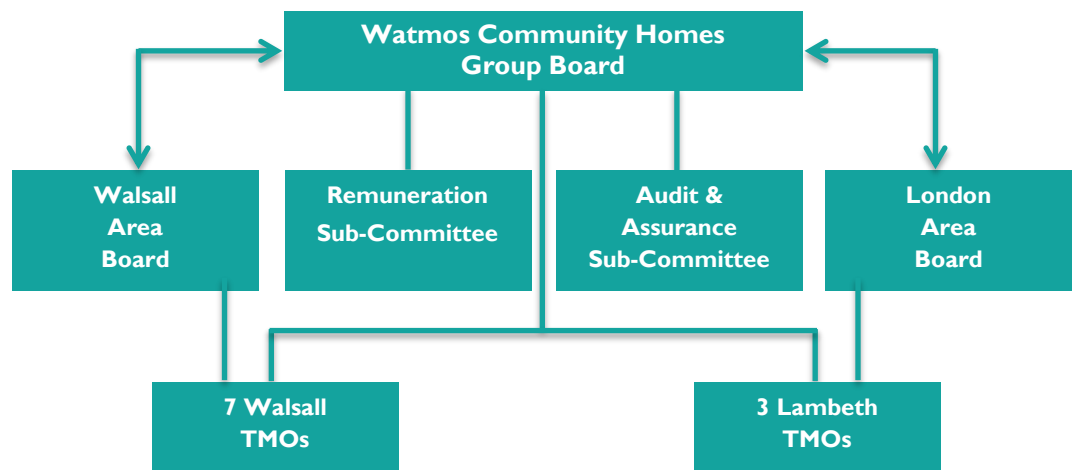 Watmos Community Homes
Group Board
Walsall
Area
Board
Remuneration
Sub-Committee
Audit &
Assurance
Sub-Committee
London
Area
Board
7 Walsall
TMOs
3 Lambeth
TMOs